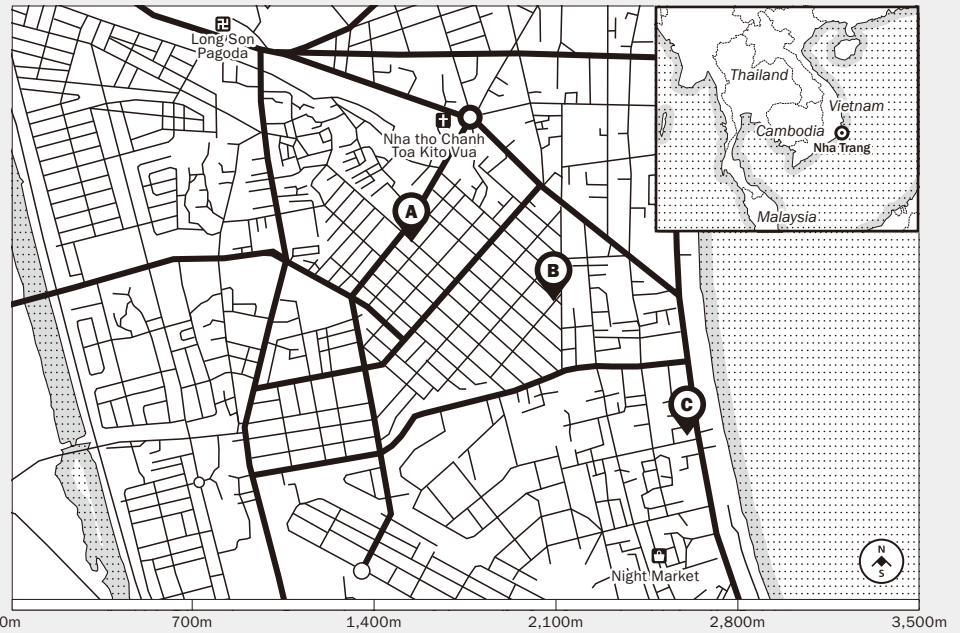 Long Son
Pagoda
Nha tho Chanh
Toa Kito Vua
Thailand
Vietnam
Cambodia
Nha Trang
Malaysia
A
B
C
Night Market
N
S
0m
700m
1,400m
2,100m
2,800m
3,500m